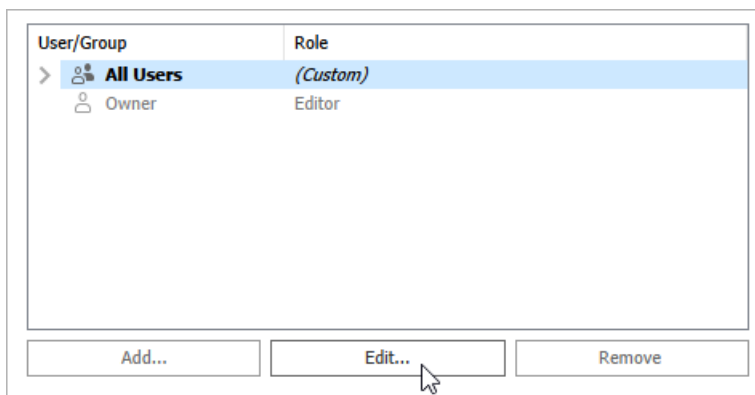 User/Group Role
All Users (Custom)
Owner Editor
Add... Edit... Remove